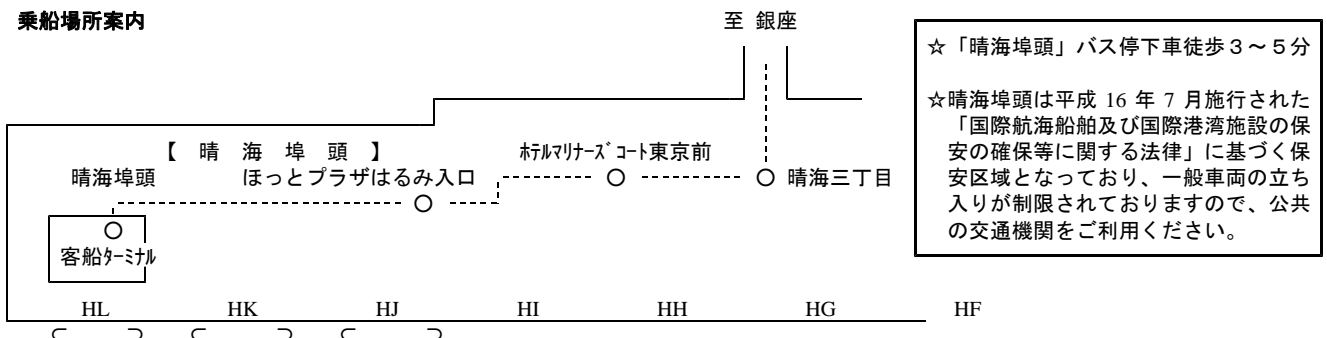 乗船場所案内
至 銀座
【 晴 海 埠 頭 】
ﾎﾃﾙﾏﾘﾅｰｽﾞｺｰﾄ東京前
晴海埠頭
ほっとプラザはるみ入口
晴海三丁目
客船ﾀｰﾐﾅﾙ
HL HK HJ HI HH HG HF
☆「晴海埠頭」バス停下車徒歩３～５分
☆晴海埠頭は平成 16 年 7 月施行された
「国際航海船舶及び国際港湾施設の保
安の確保等に関する法律」に基づく保
安区域となっており、一般車両の立ち
入りが制限されておりますので、公共
の交通機関をご利用ください。